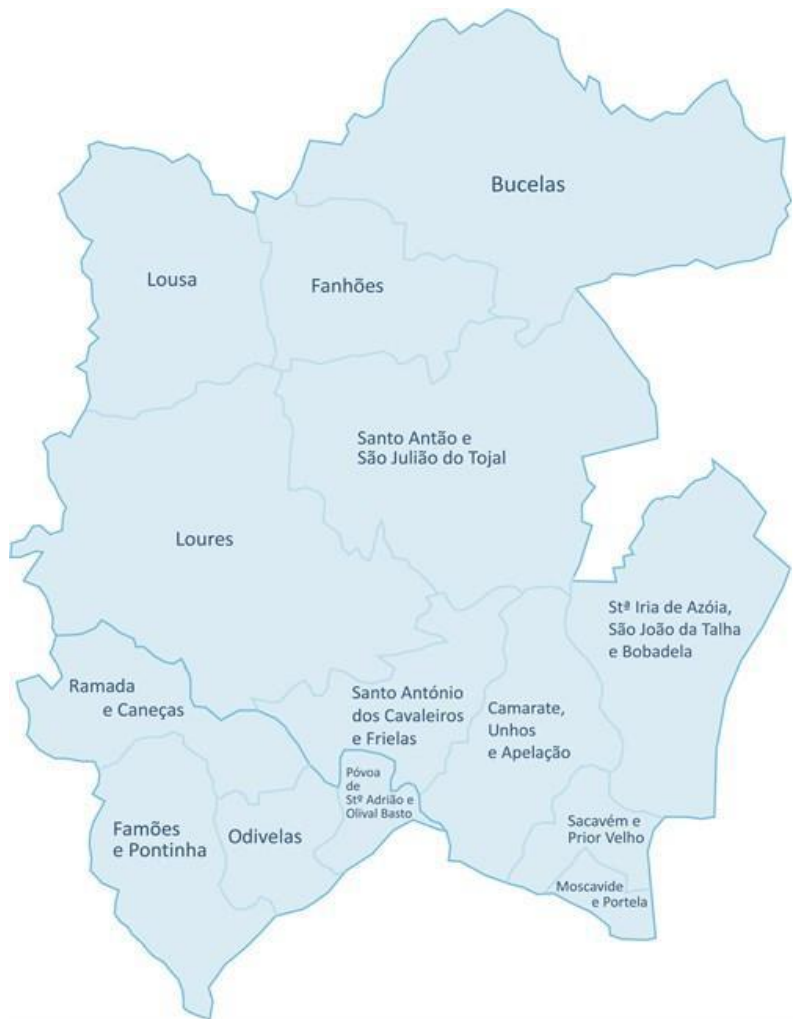 Bucelas
Lousa
Fanhões
Santo Antão e
São Julião do Tojal
Loures
Stª Iria de Azóia,
São João da Talha
e Bobadela
Ramada
e Caneças
Santo António
dos Cavaleiros
e Frielas
Camarate,
Unhos
e Apelação
Póvoa
de
Stº Adrião e
Olival Basto
Famões
e Pontinha
Odivelas
Sacavém e
Prior Velho
Moscavide
e Portela